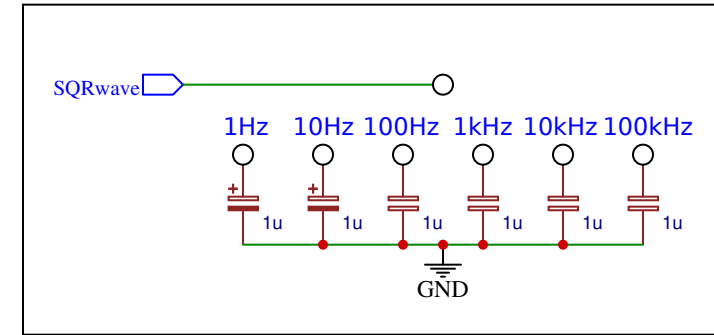 SQRwave
1Hz 10Hz 100Hz 1kHz 10kHz 100kHz
+ +
1u 1u 1u 1u 1u 1u
GND